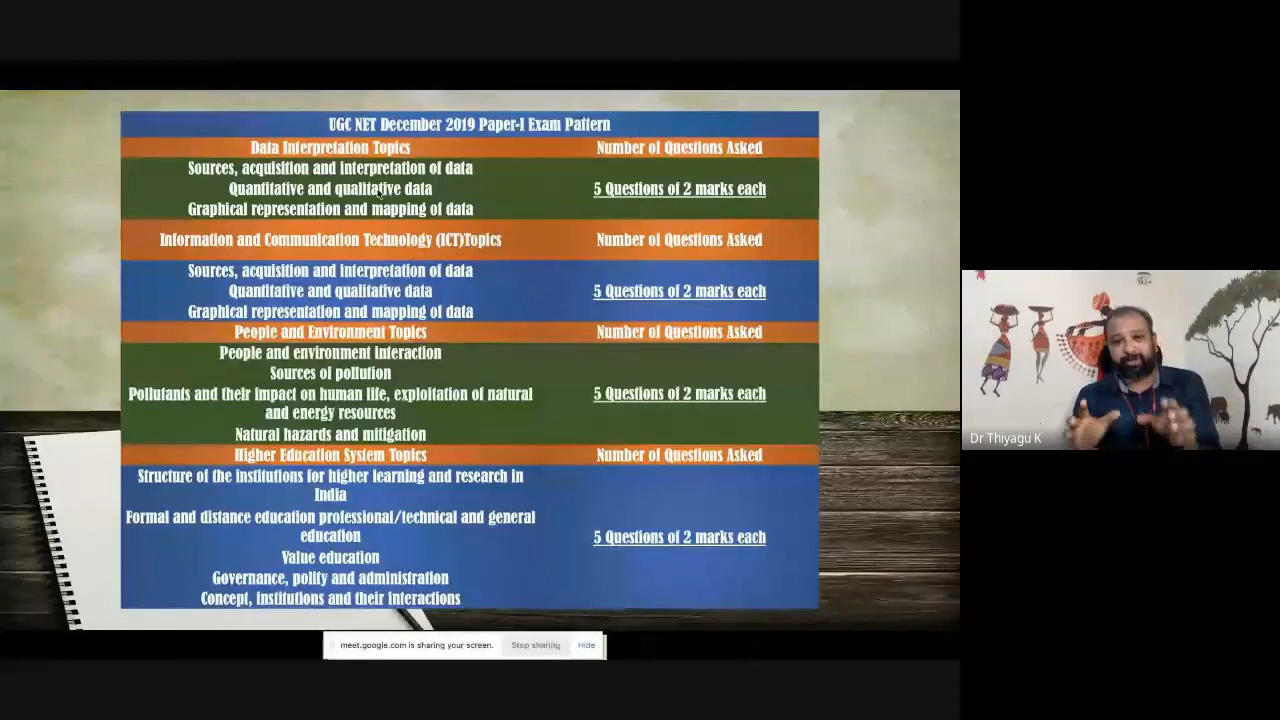 UGC NET December 2019 Paper-I Exam Pattern
Data Interpretation Topics Number of Questions Asked
Sources, acquisition and interpretation of data
Quantitative and qualitative data 5 Questions of 2 marks each
Graphical representation and mapping of data
Information and Communication Technology (ICT)Topics Number of Questions Asked
Sources, acquisition and interpretation of data
Quantitative and qualitative data 5 Questions of 2 marks each
Graphical representation and mapping of data
People and Environment Topics Number of Questions Asked
People and environment interaction
Sources of pollution
Pollutants and their impact on human life, exploitation of natural 5 Questions of 2 marks each
and energy resources
Natural hazards and mitigation
Higher Education System Topics Number of Questions Asked
Structure of the institutions for higher learning and research in
India
Formal and distance education professional/technical and general
education 5 Questions of 2 marks each
Value education
Governance, polity and administration
Concept, institutions and their interactions
Dr Thiyagu K
meet.google.com is sharing your screen. Stop sharing Hide